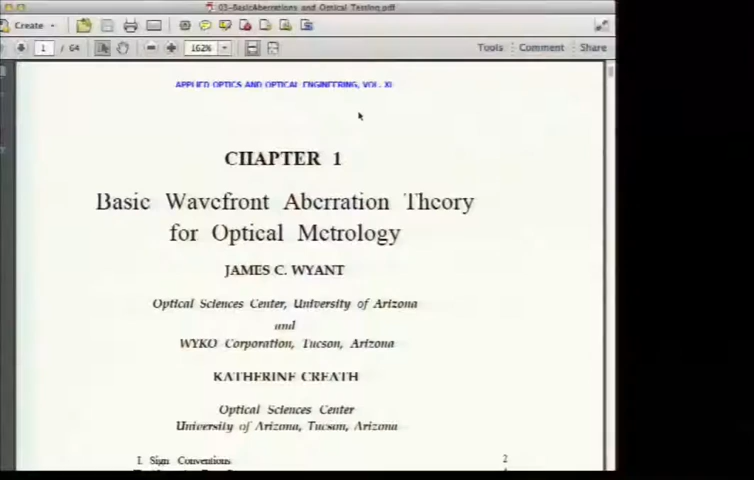 03-BasicAberrations and Optical Testing.pdf
Create
1 / 64 162% Tools Comment Share
APPLIED OPTICS AND OPTICAL ENGINEERING, VOL. XI
CHAPTER 1
Basic Wavefront Aberration Theory
for Optical Metrology
JAMES C. WYANT
Optical Sciences Center, University of Arizona
and
WYKO Corporation, Tucson, Arizona
KATHERINE CREATH
Optical Sciences Center
University of Arizona, Tucson, Arizona
I. Sign Conventions 2